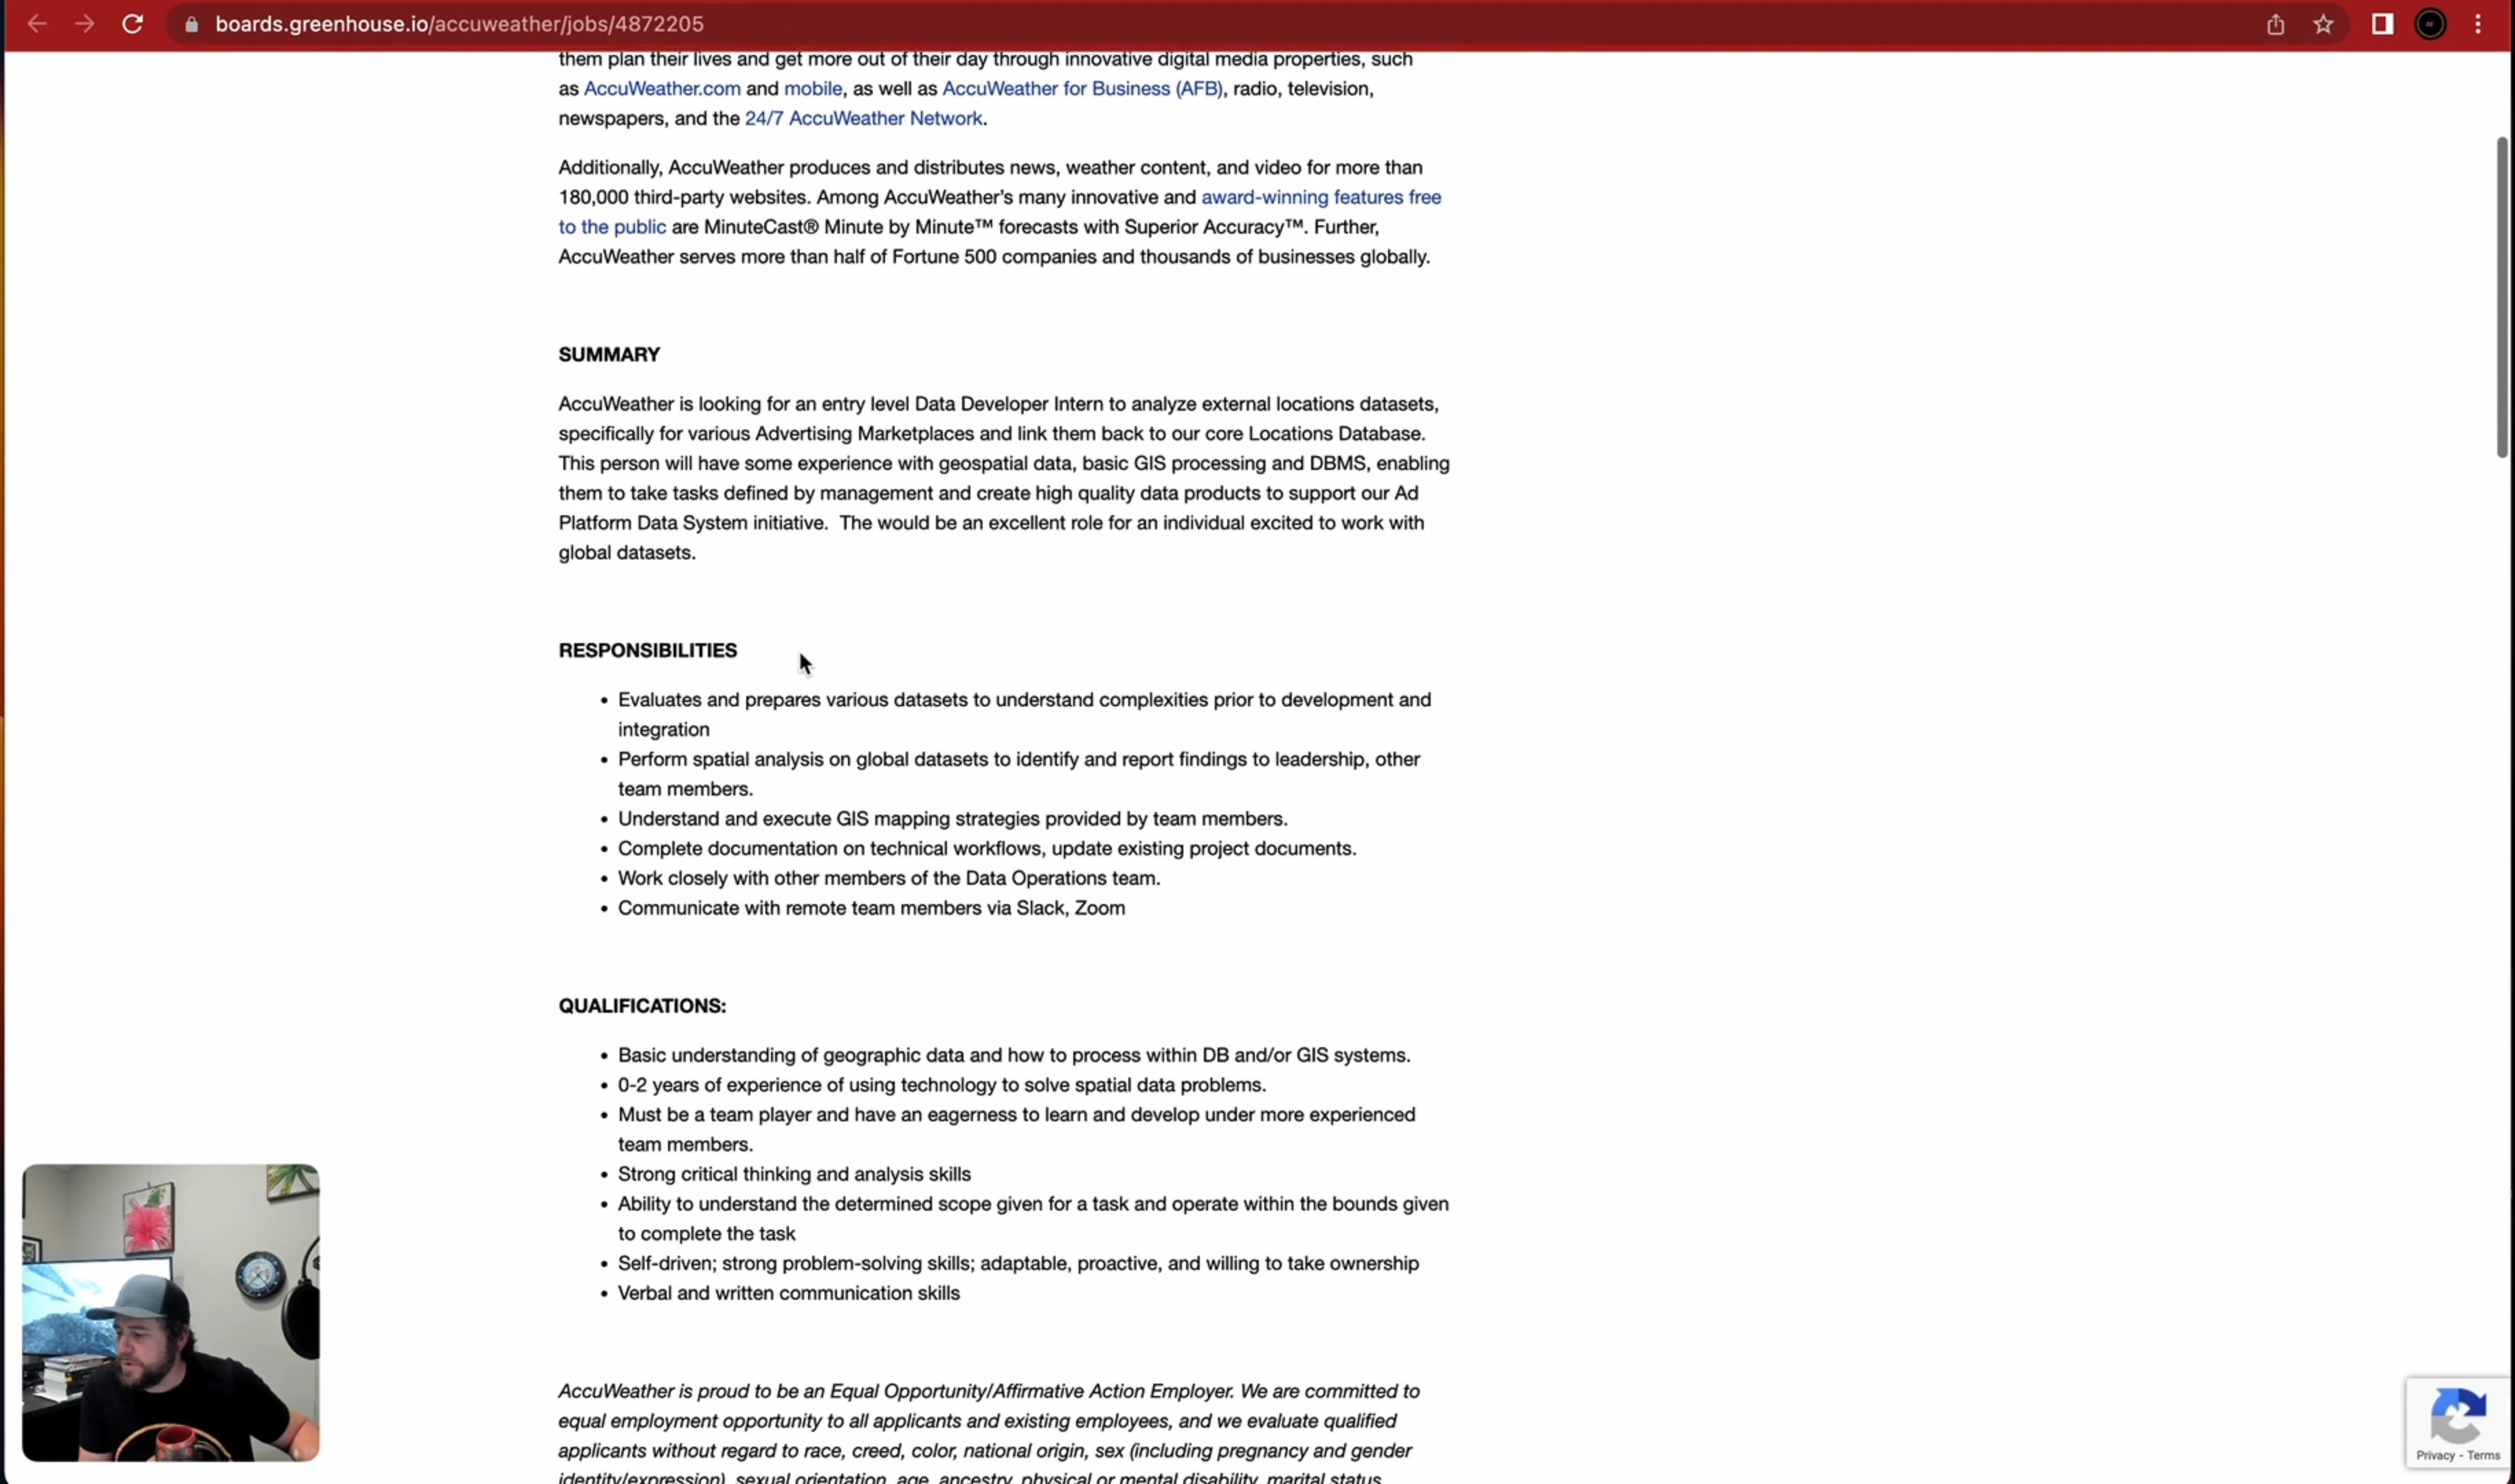 boards.greenhouse.io/accuweather/jobs/4872205
them plan their lives and get more out of their day through innovative digital media properties, such
as AccuWeather.com and mobile, as well as AccuWeather for Business (AFB), radio, television,
newspapers, and the 24/7 AccuWeather Network.
Additionally, AccuWeather produces and distributes news, weather content, and video for more than
180,000 third-party websites. Among AccuWeather's many innovative and award-winning features free
to the public are MinuteCast® Minute by Minute™ forecasts with Superior Accuracy™. Further,
AccuWeather serves more than half of Fortune 500 companies and thousands of businesses globally.
SUMMARY
AccuWeather is looking for an entry level Data Developer Intern to analyze external locations datasets,
specifically for various Advertising Marketplaces and link them back to our core Locations Database.
This person will have some experience with geospatial data, basic GIS processing and DBMS, enabling
them to take tasks defined by management and create high quality data products to support our Ad
Platform Data System initiative.  The would be an excellent role for an individual excited to work with
global datasets.
RESPONSIBILITIES
• Evaluates and prepares various datasets to understand complexities prior to development and
integration
• Perform spatial analysis on global datasets to identify and report findings to leadership, other
team members.
• Understand and execute GIS mapping strategies provided by team members.
• Complete documentation on technical workflows, update existing project documents.
• Work closely with other members of the Data Operations team.
• Communicate with remote team members via Slack, Zoom
QUALIFICATIONS:
• Basic understanding of geographic data and how to process within DB and/or GIS systems.
• 0-2 years of experience of using technology to solve spatial data problems.
• Must be a team player and have an eagerness to learn and develop under more experienced
team members.
• Strong critical thinking and analysis skills
• Ability to understand the determined scope given for a task and operate within the bounds given
to complete the task
• Self-driven; strong problem-solving skills; adaptable, proactive, and willing to take ownership
• Verbal and written communication skills
AccuWeather is proud to be an Equal Opportunity/Affirmative Action Employer. We are committed to
equal employment opportunity to all applicants and existing employees, and we evaluate qualified
applicants without regard to race, creed, color, national origin, sex (including pregnancy and gender
identity/expression), sexual orientation, age, ancestry, physical or mental disability, marital status,
Privacy - Terms